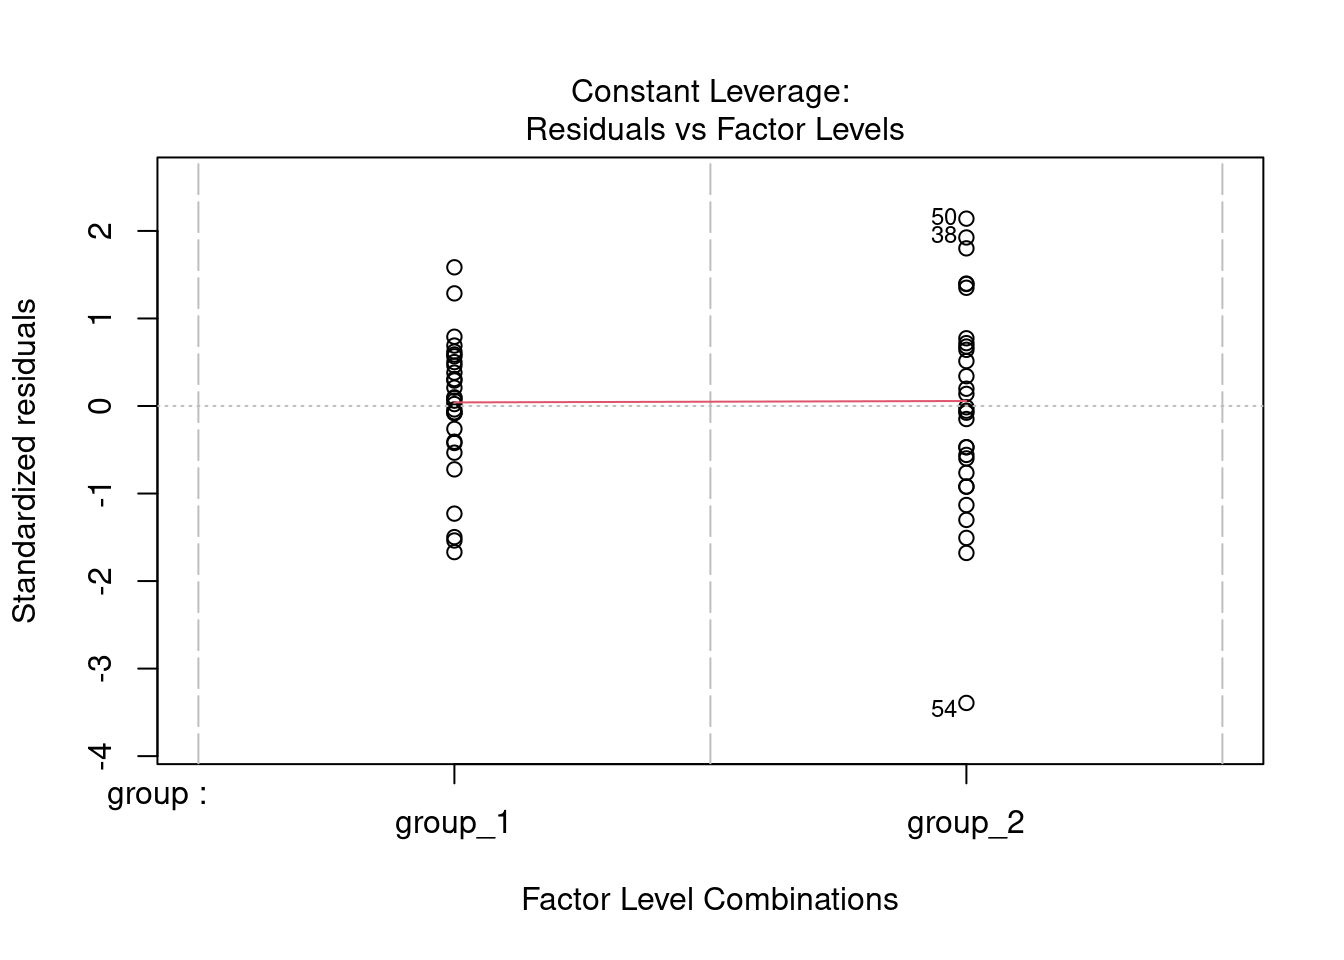 Constant Leverage:
Residuals vs Factor Levels
Standardized residuals
2
1
0
-1
-2
-3
-4
50
38
54
group :
group_1
group_2
Factor Level Combinations